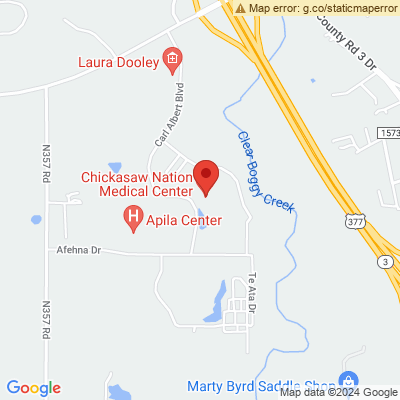 Map error: g.co/staticmaperror
County Rd 3 Dr
Laura Dooley
Carl Albert Blvd
N357 Rd
1573
Clear Boggy Creek
Chickasaw Nation
Medical Center
Apila Center
377
Afehna Dr
3
Te Ata Dr
N357 Rd
Marty Byrd Saddle Shop
Google
Map data ©2024 Google